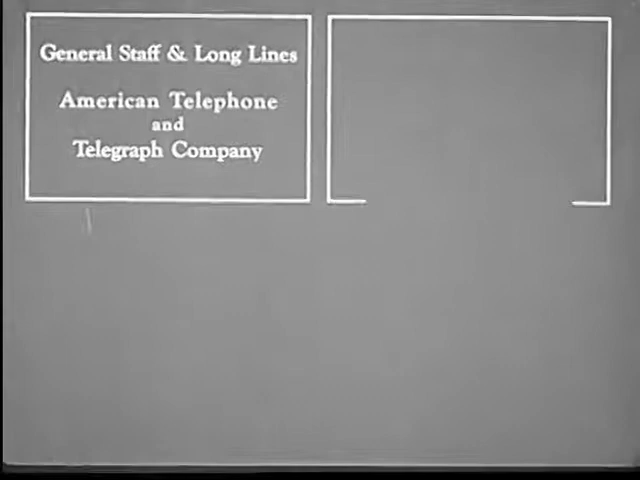 General Staff & Long Lines
American Telephone
and
Telegraph Company